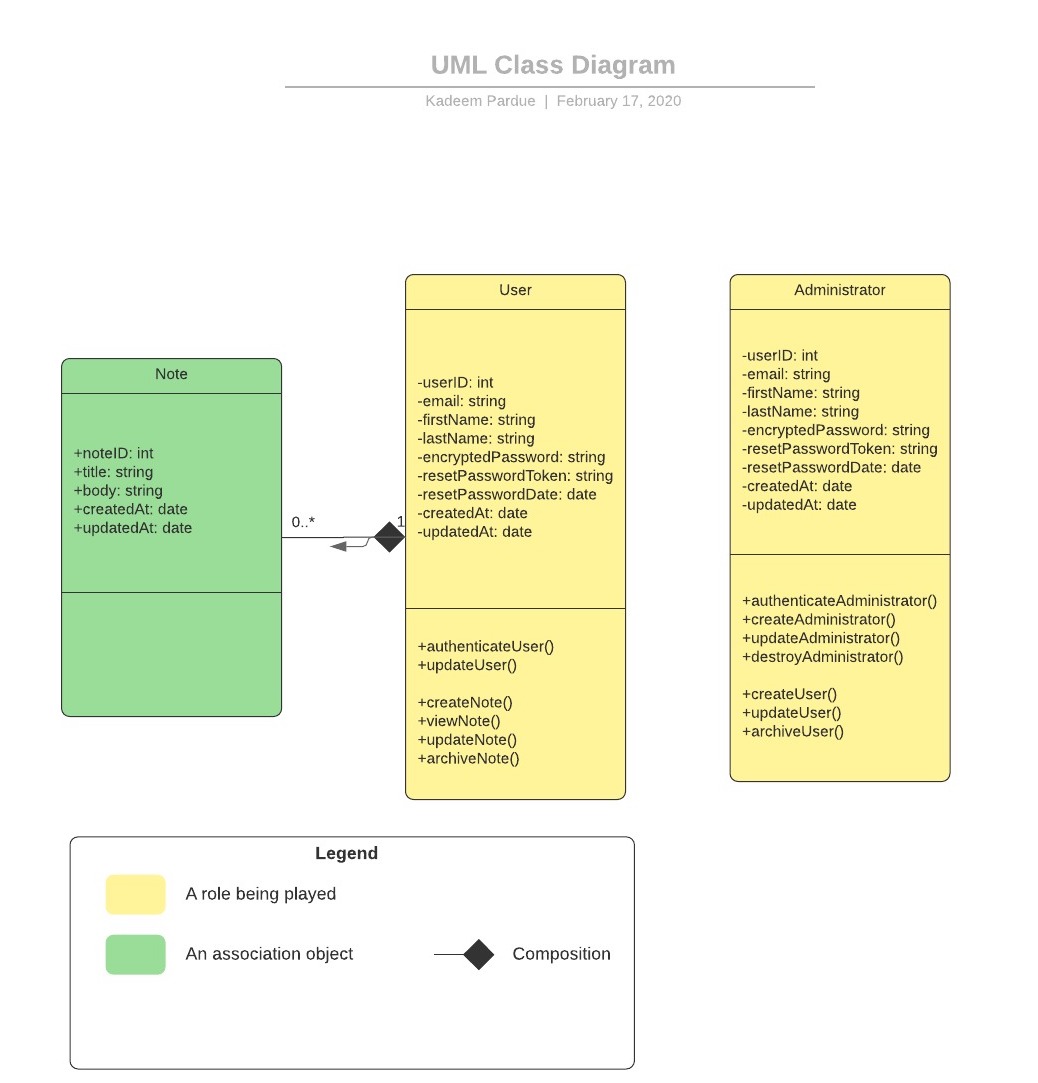 UML Class Diagram
Kadeem Pardue | February 17, 2020
Note
+noteID: int
+title: string
+body: string
+createdAt: date
+updatedAt: date
0..*
1
User
-userID: int
-email: string
-firstName: string
-lastName: string
-encryptedPassword: string
-resetPasswordToken: string
-resetPasswordDate: date
-createdAt: date
-updatedAt: date
+authenticateUser()
+updateUser()
+createNote()
+viewNote()
+updateNote()
+archiveNote()
Administrator
-userID: int
-email: string
-firstName: string
-lastName: string
-encryptedPassword: string
-resetPasswordToken: string
-resetPasswordDate: date
-createdAt: date
-updatedAt: date
+authenticateAdministrator()
+createAdministrator()
+updateAdministrator()
+destroyAdministrator()
+createUser()
+updateUser()
+archiveUser()
Legend
A role being played
An association object
Composition